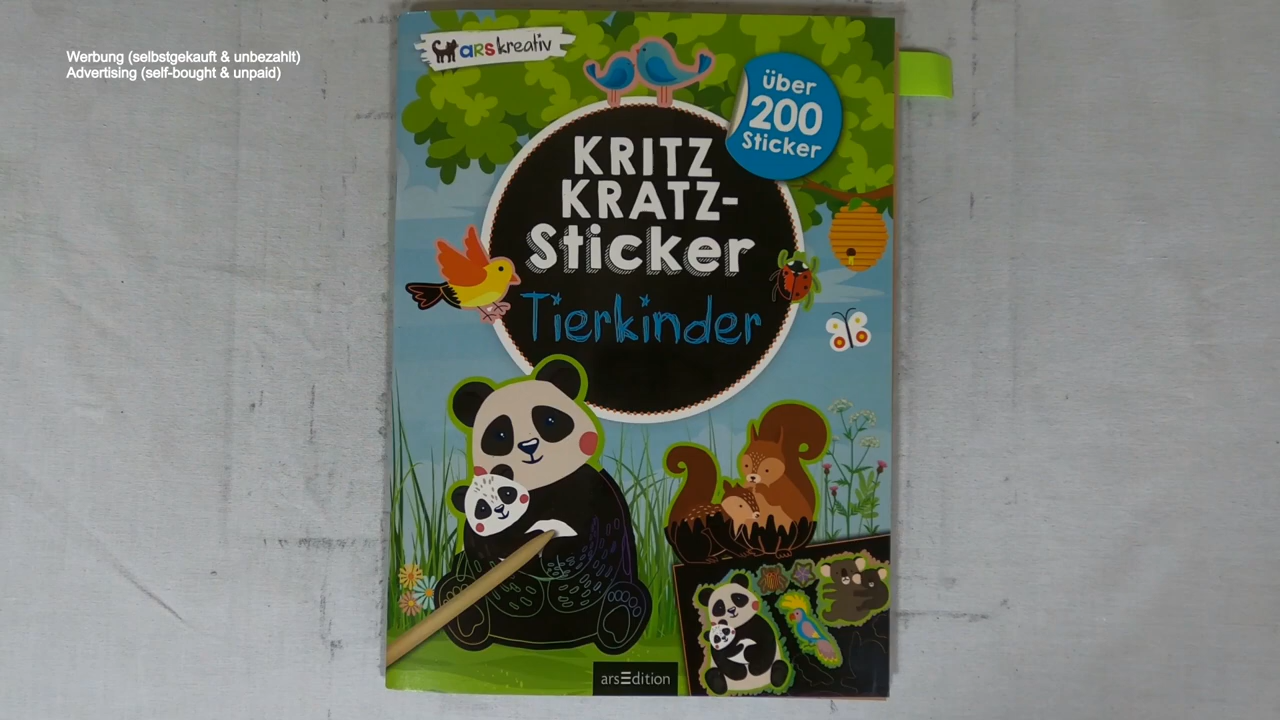 Werbung (selbstgekauft & unbezahlt)
Advertising (self-bought & unpaid)
arskreativ
über
200
Sticker
KRITZ
KRATZ-
Sticker
Tierkinder
arsEdition